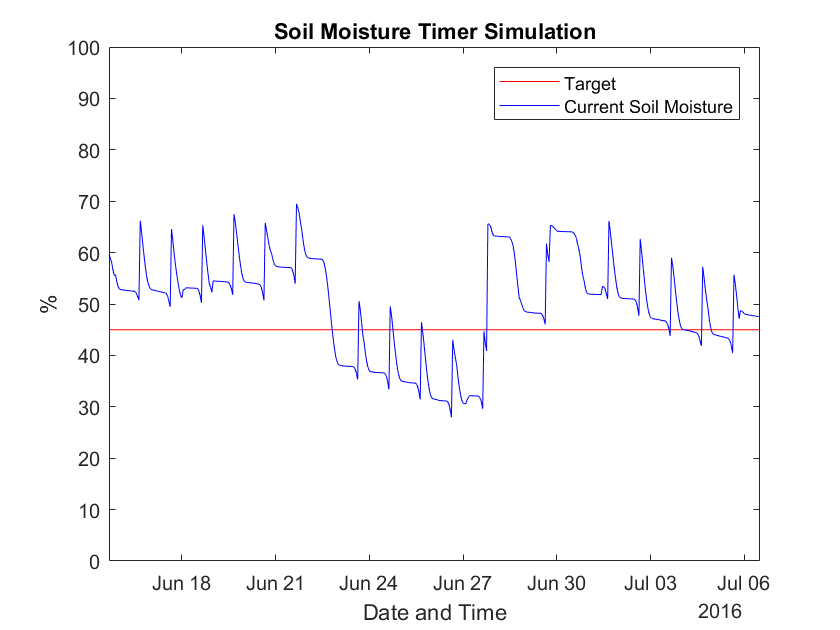 Soil Moisture Timer Simulation
100
90
80
70
60
50
40
30
20
10
0
%
Target
Current Soil Moisture
Jun 18 Jun 21 Jun 24 Jun 27 Jun 30 Jul 03 Jul 06
Date and Time
2016